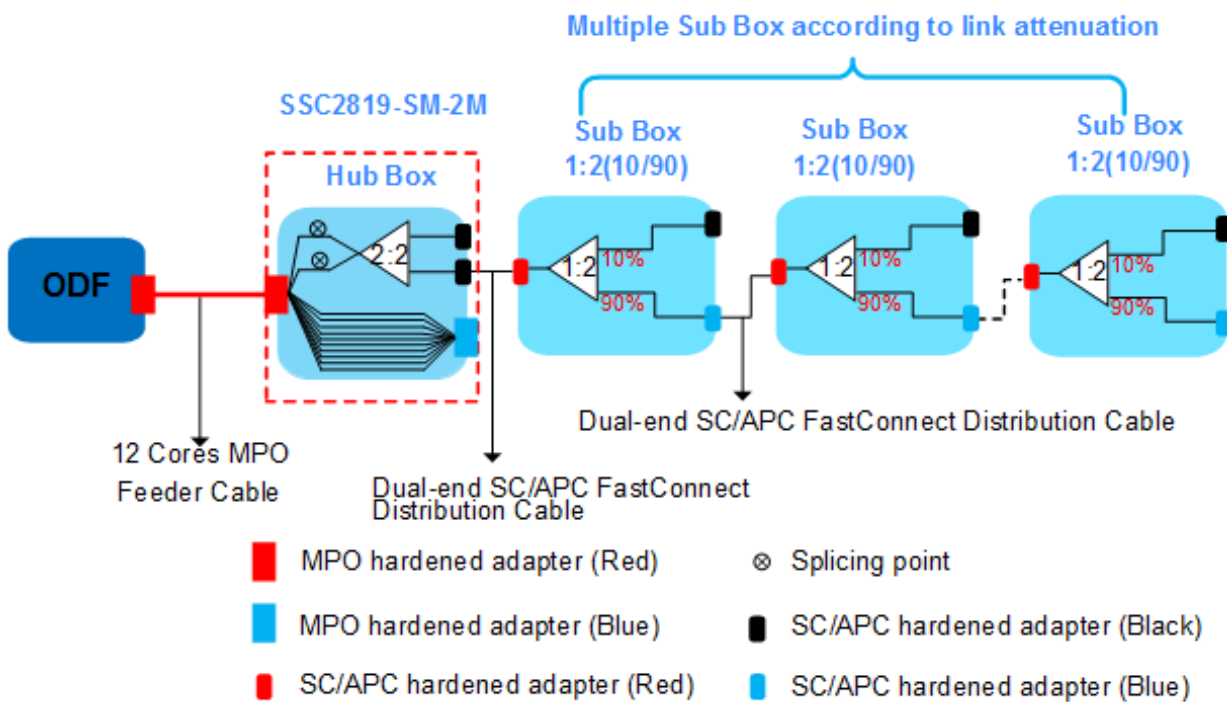 Multiple Sub Box according to link attenuation
SSC2819-SM-2M
Sub Box
1:2(10/90)
Sub Box
1:2(10/90)
Sub Box
1:2(10/90)
Hub Box
ODF
2:2
1:2
10%
90%
1:2
10%
90%
1:2
10%
90%
12 Cores MPO
Feeder Cable
Dual-end SC/APC FastConnect
Distribution Cable
Dual-end SC/APC FastConnect Distribution Cable
MPO hardened adapter (Red)
Splicing point
MPO hardened adapter (Blue)
SC/APC hardened adapter (Black)
SC/APC hardened adapter (Red)
SC/APC hardened adapter (Blue)